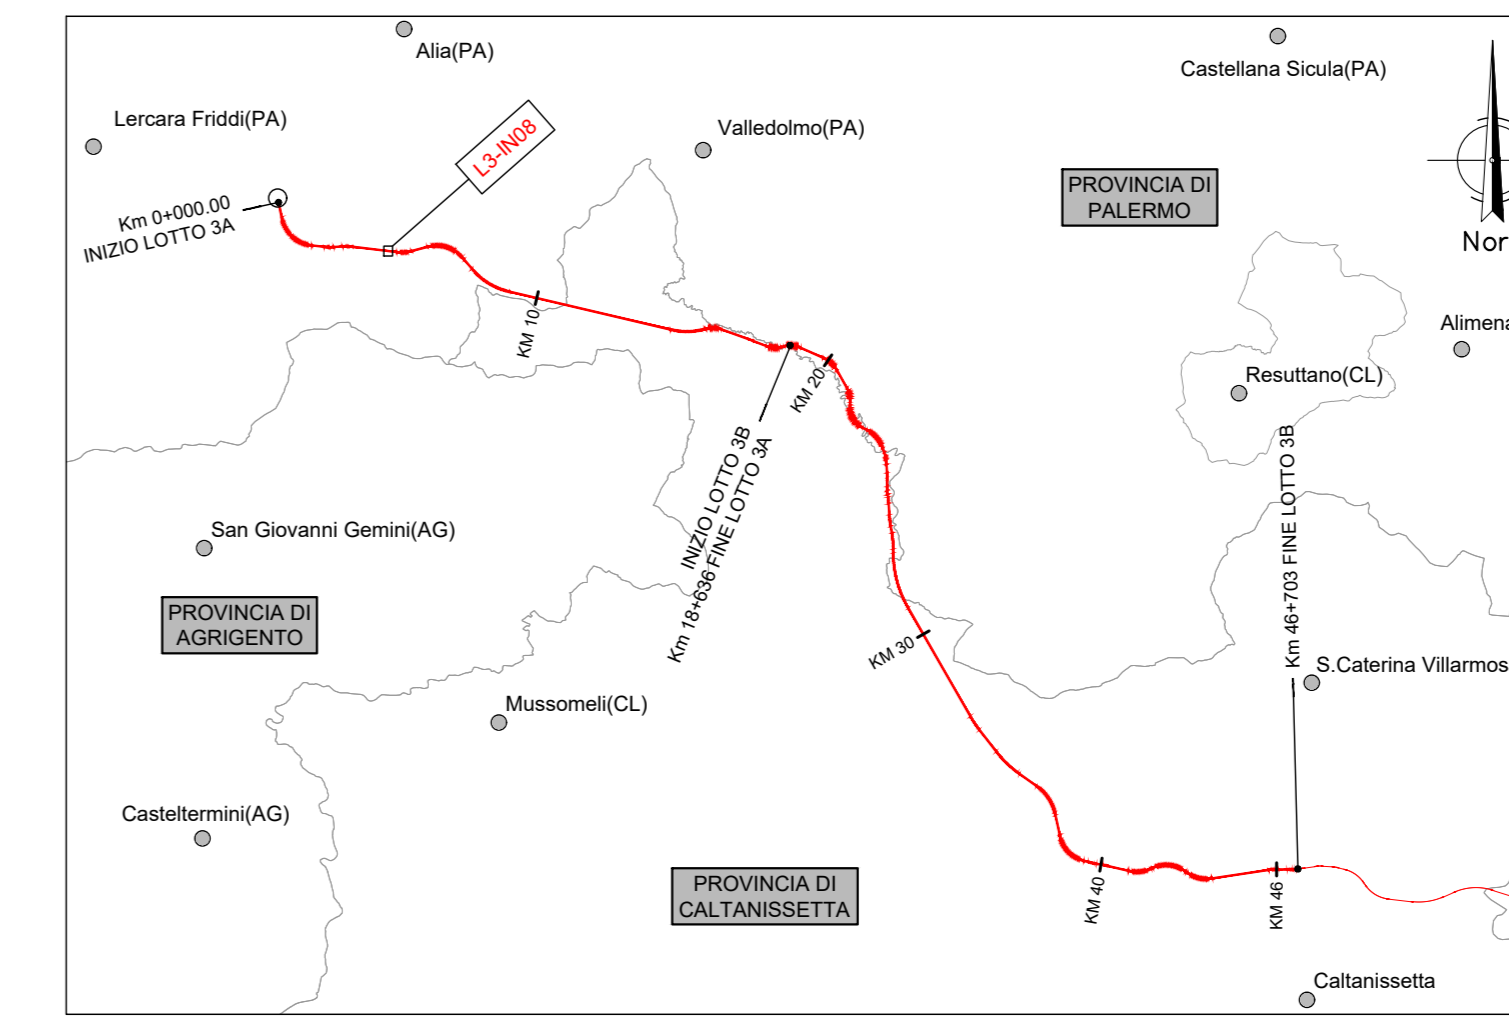 Alia(PA)
Castellana Sicula(PA)
Lercara Friddi(PA)
L3-IN08
Valledolmo(PA)
PROVINCIA DI
PALERMO
Km 0+000.00
INIZIO LOTTO 3A
Nor
KM 10
Alimena
KM 20
Resuttano(CL)
INIZIO LOTTO 3B
Km 18+636 FINE LOTTO 3A
Km 46+703 FINE LOTTO 3B
San Giovanni Gemini(AG)
PROVINCIA DI
AGRIGENTO
KM 30
S.Caterina Villarmos
Mussomeli(CL)
Casteltermini(AG)
PROVINCIA DI
CALTANISSETTA
KM 40
KM 46
Caltanissetta